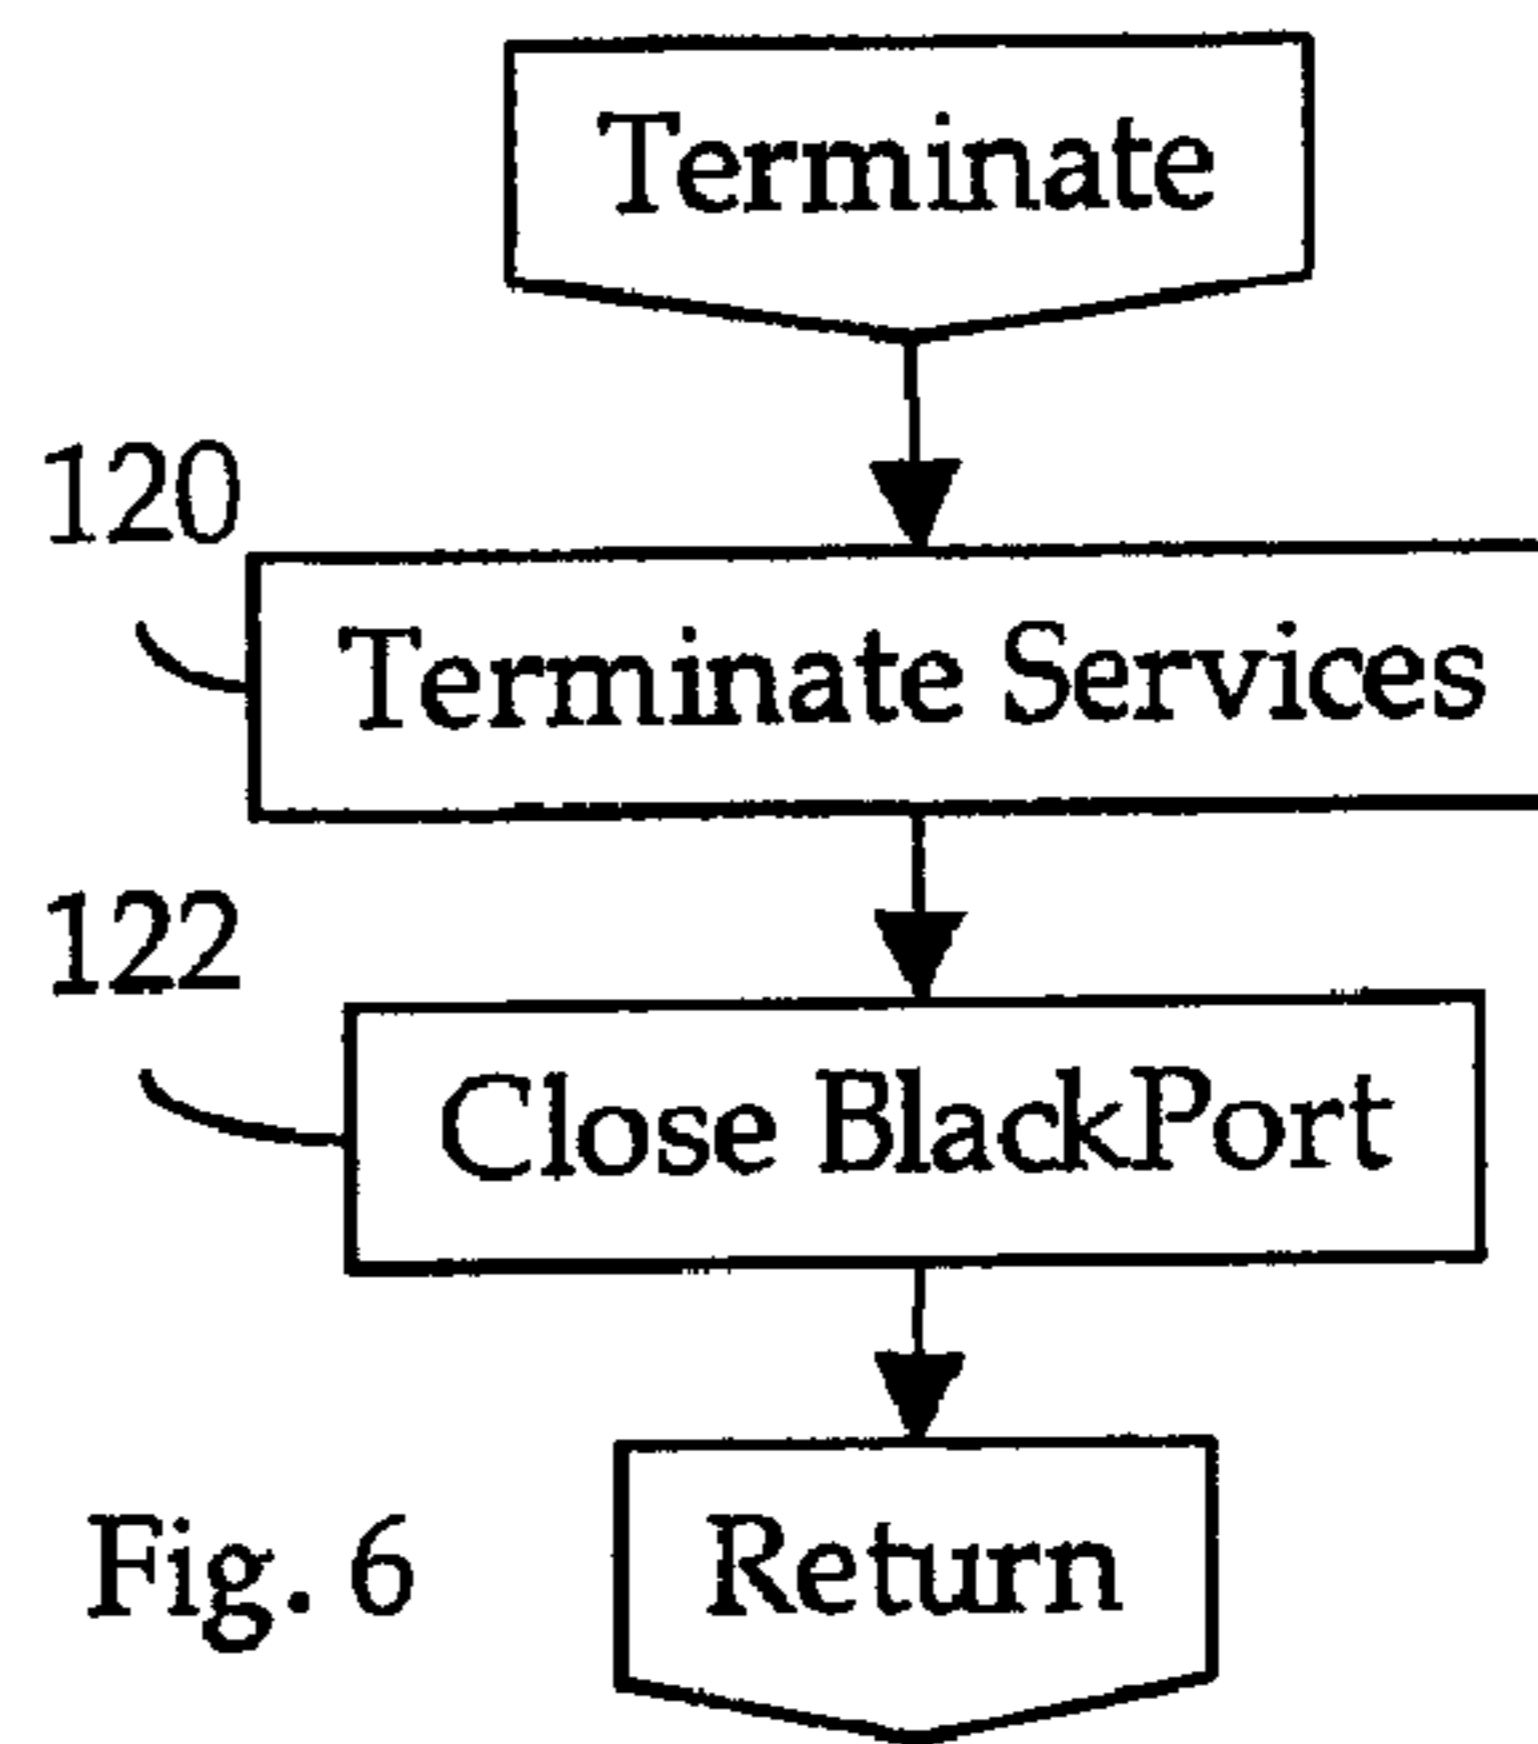 Terminate
120
Terminate Services
122
Close BlackPort
Return
Fig. 6